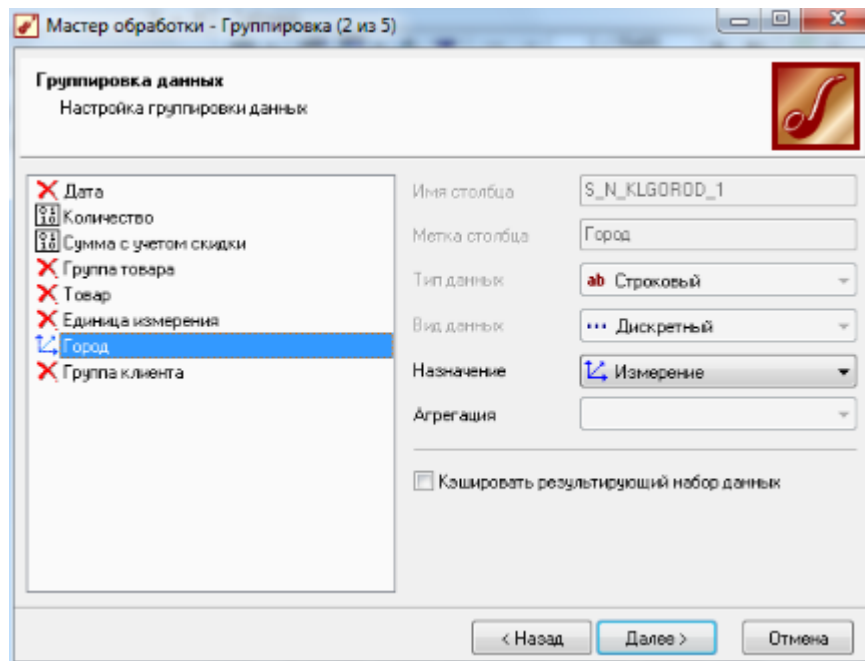 Мастер обработки - Группировка (2 из 5)
Группировка данных
Настройка группировки данных
Дата
Количество
Сумма с учетом скидки
Группа товара
Товар
Единица измерения
Город
Группа клиента
Имя столбца S_N_KLGOROD_1
Метка столбца Город
Тип данных ab Строковый
Вид данных Дискретный
Назначение Измерение
Агрегация
Кэшировать результирующий набор данных
< Назад Далее > Отмена